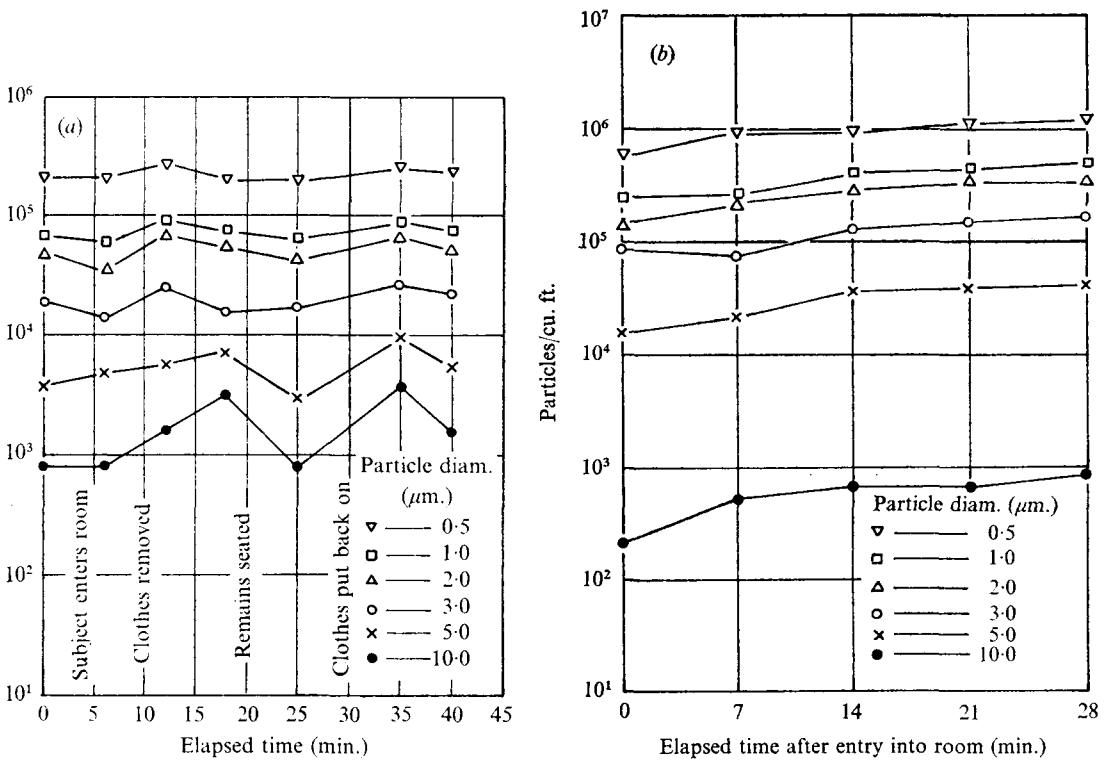 (a)
10⁶
10⁵
10⁴
10³
10²
10¹
0 5 10 15 20 25 30 35 40 45
Elapsed time (min.)
Subject enters room
Clothes removed
Remains seated
Clothes put back on
Particle diam.
(μm.)
0·5
1·0
2·0
3·0
5·0
10·0
(b)
Particles/cu. ft.
10⁷
10⁶
10⁵
10⁴
10³
10²
10¹
0 7 14 21 28
Elapsed time after entry into room (min.)
Particle diam. (μm.)
0·5
1·0
2·0
3·0
5·0
10·0